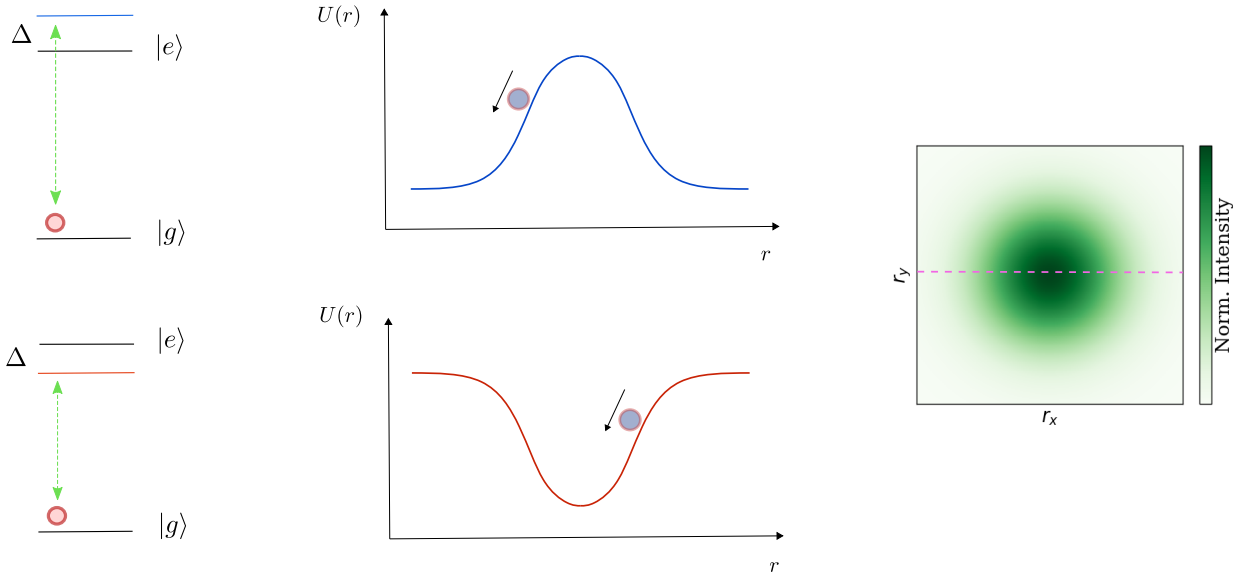 U(r)
Δ
|e⟩
|g⟩
r
r_y
Norm. Intensity
r_x
U(r)
|e⟩
Δ
|g⟩
r